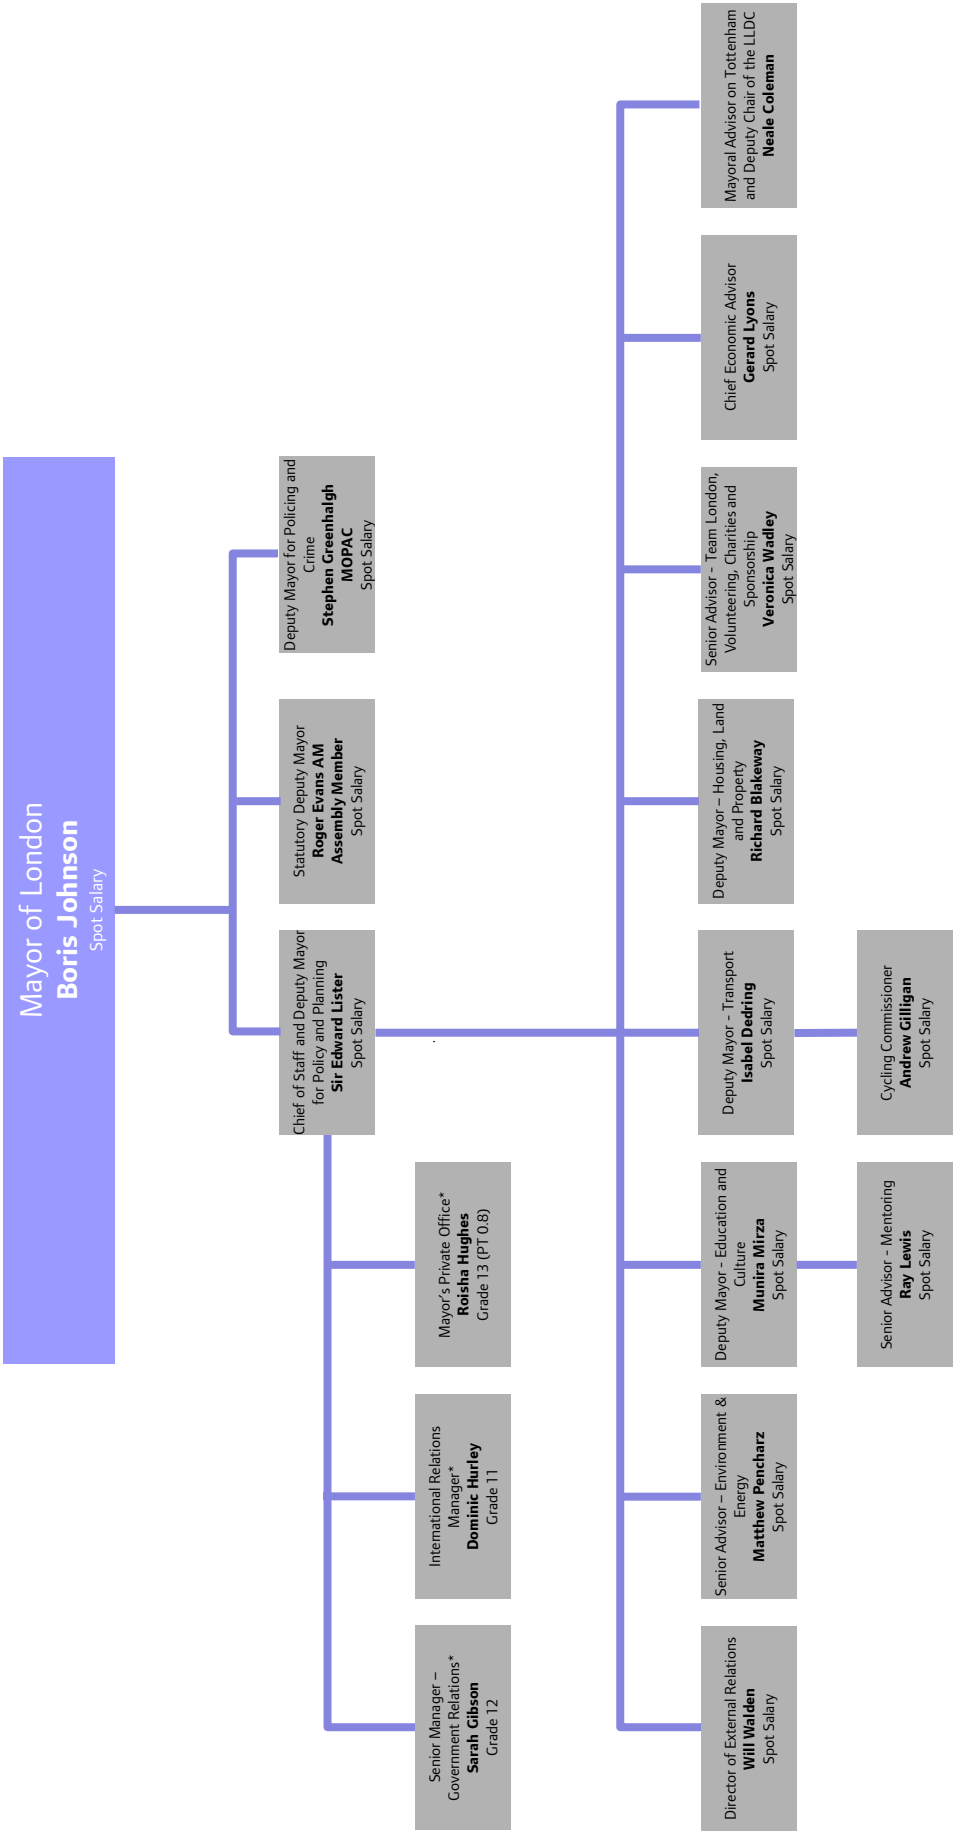 Mayor of London
Boris Johnson
Spot Salary
Chief of Staff and Deputy Mayor
for Policy and Planning
Sir Edward Lister
Spot Salary
Statutory Deputy Mayor
Roger Evans AM
Assembly Member
Spot Salary
Deputy Mayor for Policing and
Crime
Stephen Greenhalgh
MOPAC
Spot Salary
Senior Manager –
Government Relations*
Sarah Gibson
Grade 12
International Relations
Manager*
Dominic Hurley
Grade 11
Mayor's Private Office*
Roisha Hughes
Grade 13 (PT 0.8)
Director of External Relations
Will Walden
Spot Salary
Senior Advisor – Environment &
Energy
Matthew Pencharz
Spot Salary
Deputy Mayor - Education and
Culture
Munira Mirza
Spot Salary
Deputy Mayor – Transport
Isabel Dedring
Spot Salary
Deputy Mayor – Housing, Land
and Property
Richard Blakeway
Spot Salary
Senior Advisor - Team London,
Volunteering, Charities and
Sponsorship
Veronica Wadley
Spot Salary
Chief Economic Advisor
Gerard Lyons
Spot Salary
Mayoral Advisor on Tottenham
and Deputy Chair of the LLDC
Neale Coleman
Senior Advisor - Mentoring
Ray Lewis
Spot Salary
Cycling Commissioner
Andrew Gilligan
Spot Salary